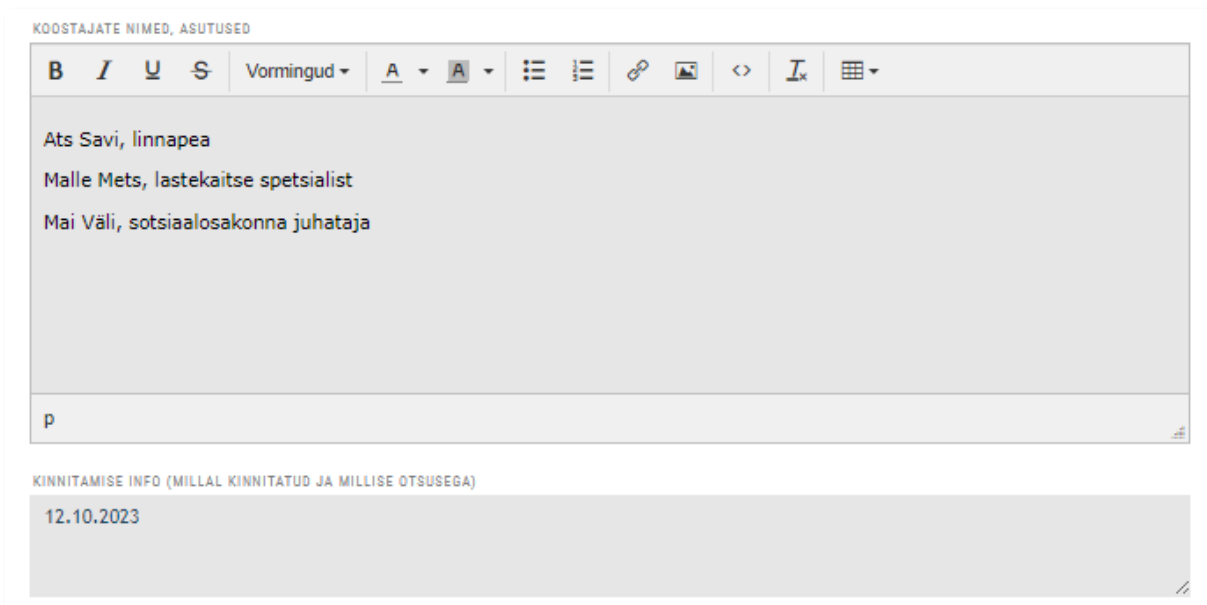 KOOSTAJATE NIMED, ASUTUSED
B I U S Vormingud A A
Ats Savi, linnapea
Malle Mets, lastekaitse spetsialist
Mai Väli, sotsiaalosakonna juhataja
p
KINNITAMISE INFO (MILLAL KINNITATUD JA MILLISE OTSUSEGA)
12.10.2023